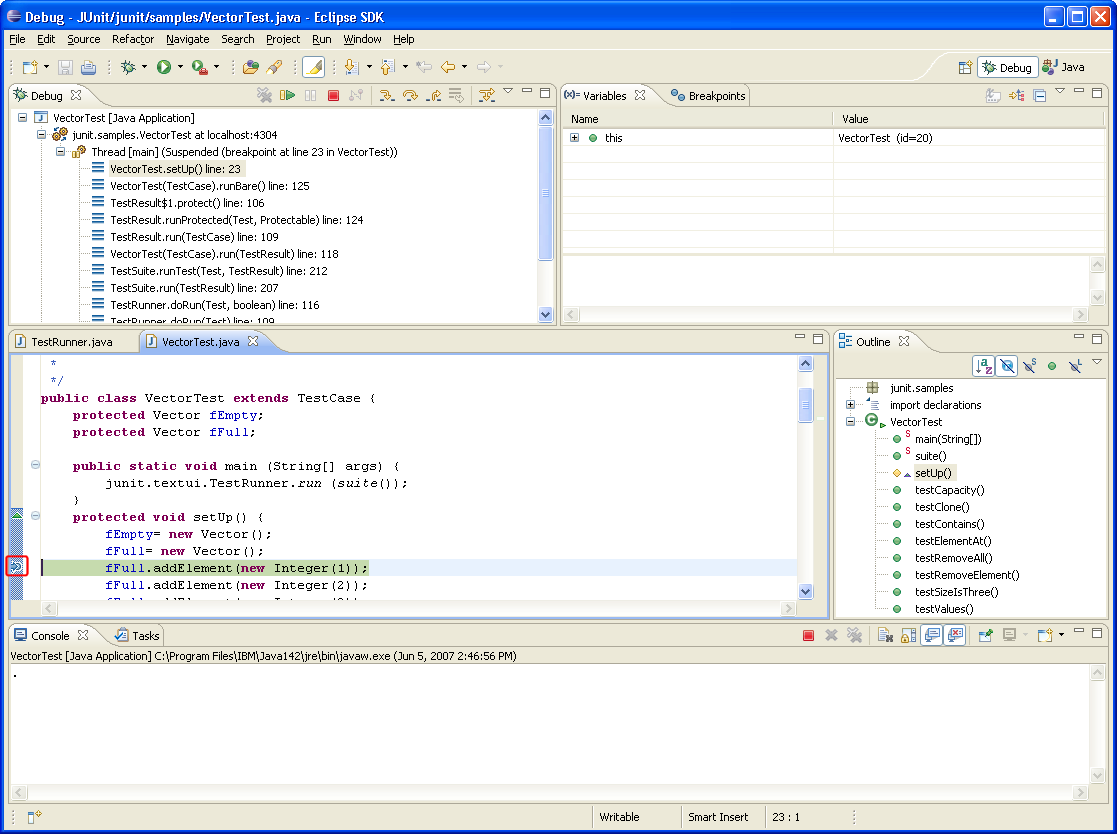 Debug - JUnit/junit/samples/VectorTest.java - Eclipse SDK
File Edit Source Refactor Navigate Search Project Run Window Help
Debug Java
Debug
VectorTest [Java Application]
junit.samples.VectorTest at localhost:4304
Thread [main] (Suspended (breakpoint at line 23 in VectorTest))
VectorTest.setUp() line: 23
VectorTest(TestCase).runBare() line: 125
TestResult$1.protect() line: 106
TestResult.runProtected(Test, Protectable) line: 124
TestResult.run(TestCase) line: 109
VectorTest(TestCase).run(TestResult) line: 118
TestSuite.runTest(Test, TestResult) line: 212
TestSuite.run(TestResult) line: 207
TestRunner.doRun(Test, boolean) line: 116
TestRunner.doRun(Test) line: 109
(x)= Variables Breakpoints
Name Value
this VectorTest (id=20)
TestRunner.java VectorTest.java
*
*/
public class VectorTest extends TestCase {
protected Vector fEmpty;
protected Vector fFull;
public static void main (String[] args) {
junit.textui.TestRunner.run (suite());
}
protected void setUp() {
fEmpty= new Vector();
fFull= new Vector();
fFull.addElement(new Integer(1));
fFull.addElement(new Integer(2));
Outline
junit.samples
import declarations
VectorTest
main(String[])
suite()
setUp()
testCapacity()
testClone()
testContains()
testElementAt()
testRemoveAll()
testRemoveElement()
testSizeIsThree()
testValues()
Console Tasks
VectorTest [Java Application] C:\Program Files\IBM\Java142\jre\bin\javaw.exe (Jun 5, 2007 2:46:56 PM)
.
Writable Smart Insert 23 : 1